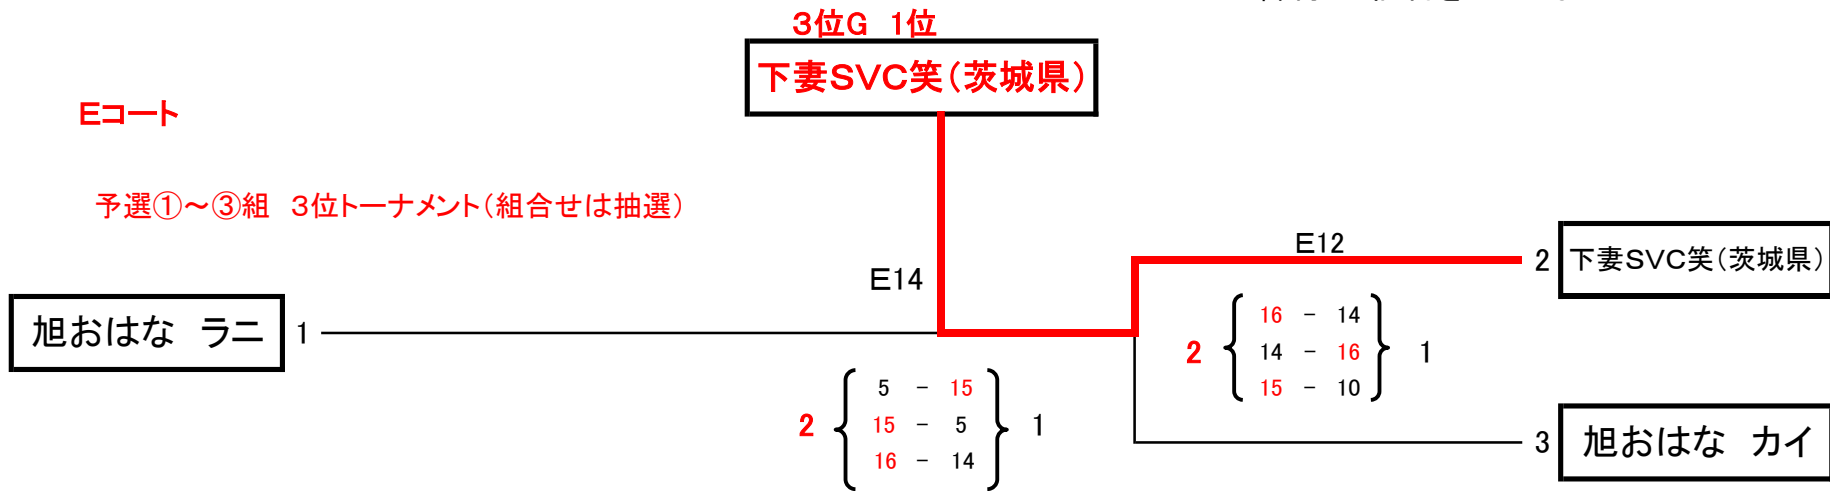 3位G 1位
下妻SVC笑(茨城県)
Eコート
予選①～③組 3位トーナメント(組合せは抽選)
E12
2 下妻SVC笑(茨城県)
E14
旭おはな ラニ 1
16 - 14
2 14 - 16 1
15 - 10
5 - 15
2 15 - 5 1
16 - 14
3 旭おはな カイ